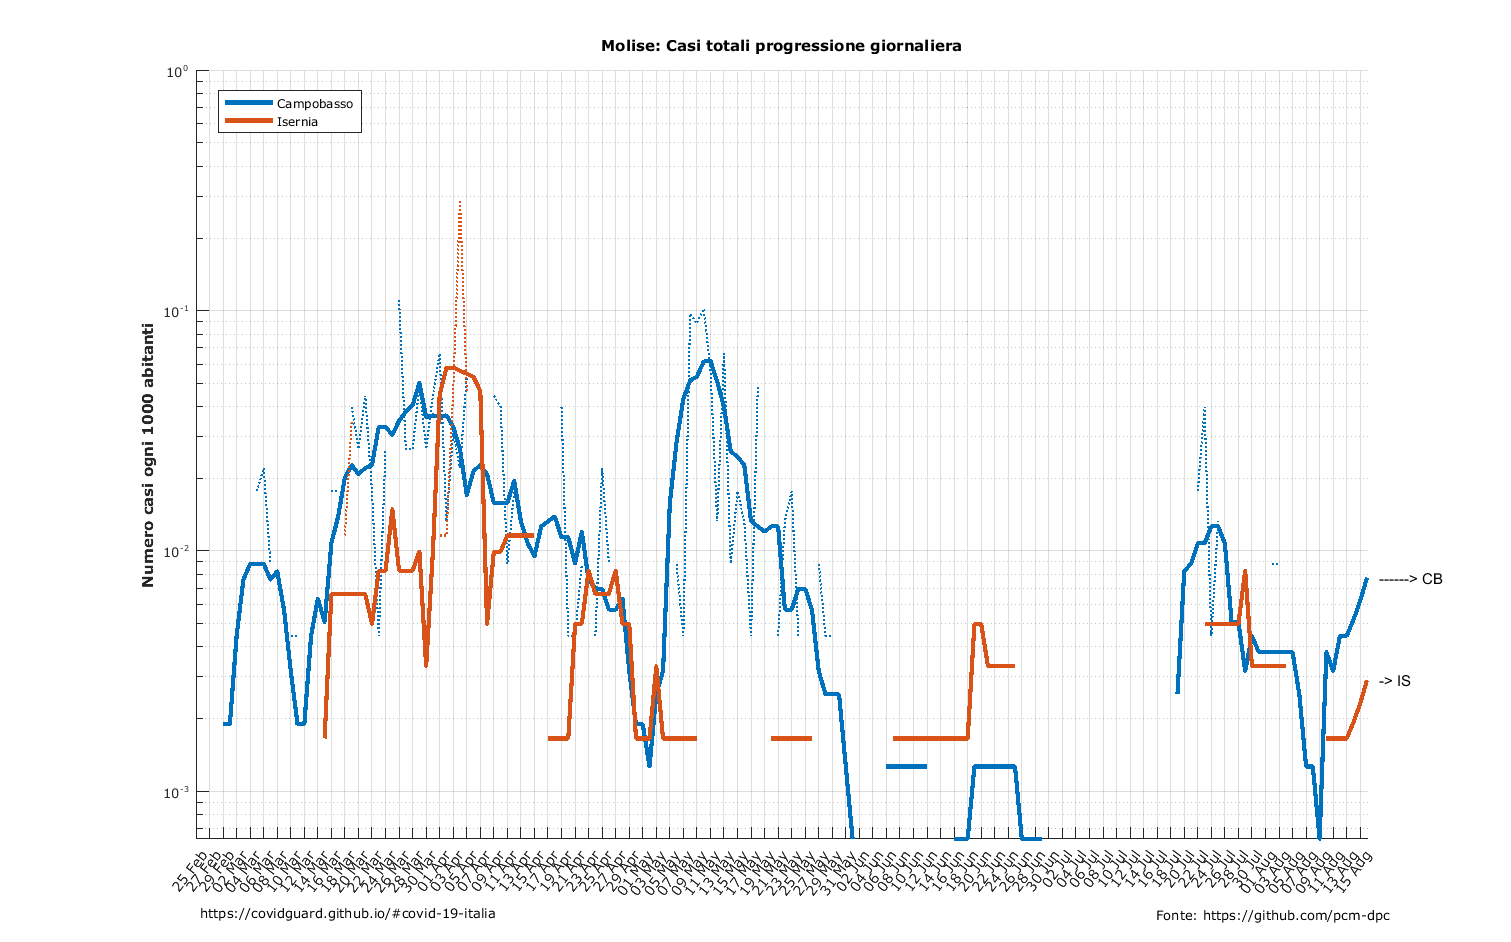 Molise: Casi totali progressione giornaliera
Numero casi ogni 1000 abitanti
10⁰
10⁻¹
10⁻²
10⁻³
Campobasso
Isernia
------> CB
-> IS
25 Feb
27 Feb
29 Feb
02 Mar
04 Mar
06 Mar
08 Mar
10 Mar
12 Mar
14 Mar
16 Mar
18 Mar
20 Mar
22 Mar
24 Mar
26 Mar
28 Mar
30 Mar
01 Apr
03 Apr
05 Apr
07 Apr
09 Apr
11 Apr
13 Apr
15 Apr
17 Apr
19 Apr
21 Apr
23 Apr
25 Apr
27 Apr
29 Apr
01 May
03 May
05 May
07 May
09 May
11 May
13 May
15 May
17 May
19 May
21 May
23 May
25 May
27 May
29 May
31 May
02 Jun
04 Jun
06 Jun
08 Jun
10 Jun
12 Jun
14 Jun
16 Jun
18 Jun
20 Jun
22 Jun
24 Jun
26 Jun
28 Jun
30 Jun
02 Jul
04 Jul
06 Jul
08 Jul
10 Jul
12 Jul
14 Jul
16 Jul
18 Jul
20 Jul
22 Jul
24 Jul
26 Jul
28 Jul
30 Jul
01 Aug
03 Aug
05 Aug
07 Aug
09 Aug
11 Aug
13 Aug
15 Aug
https://covidguard.github.io/#covid-19-italia
Fonte: https://github.com/pcm-dpc